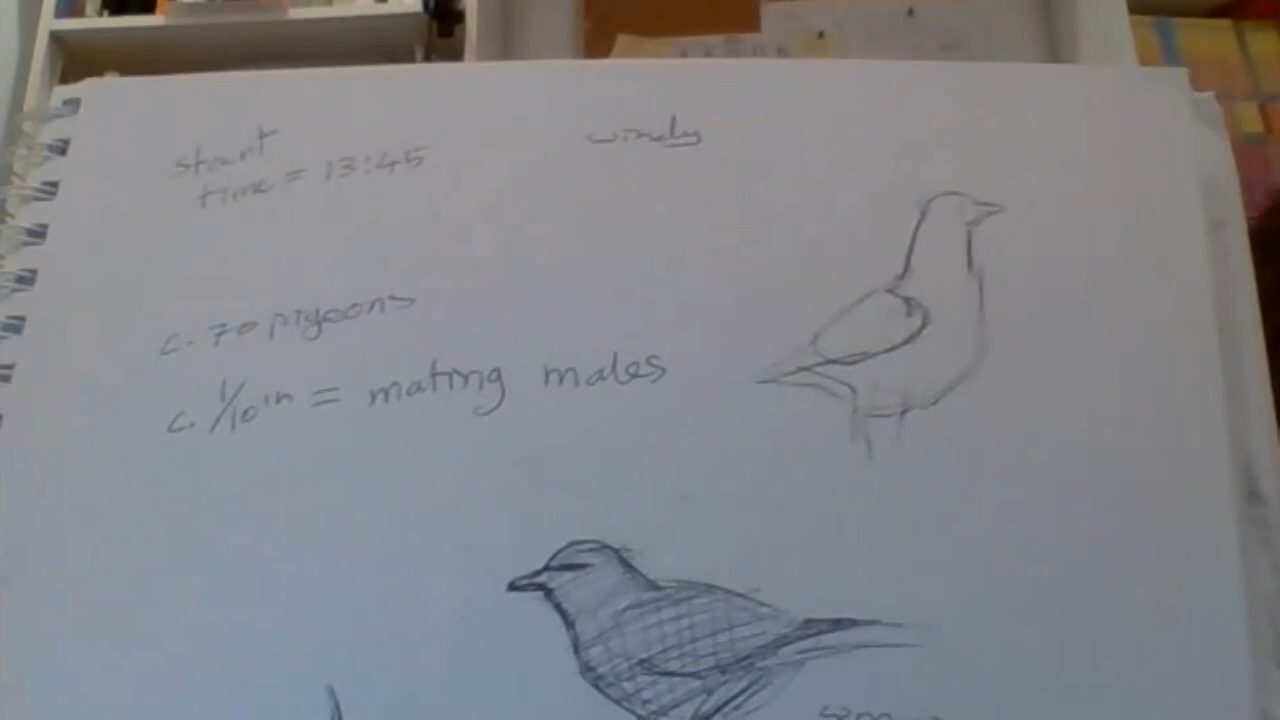 windy
start
time = 13:45
c. 70 pigeons
c. 1/10th = mating males